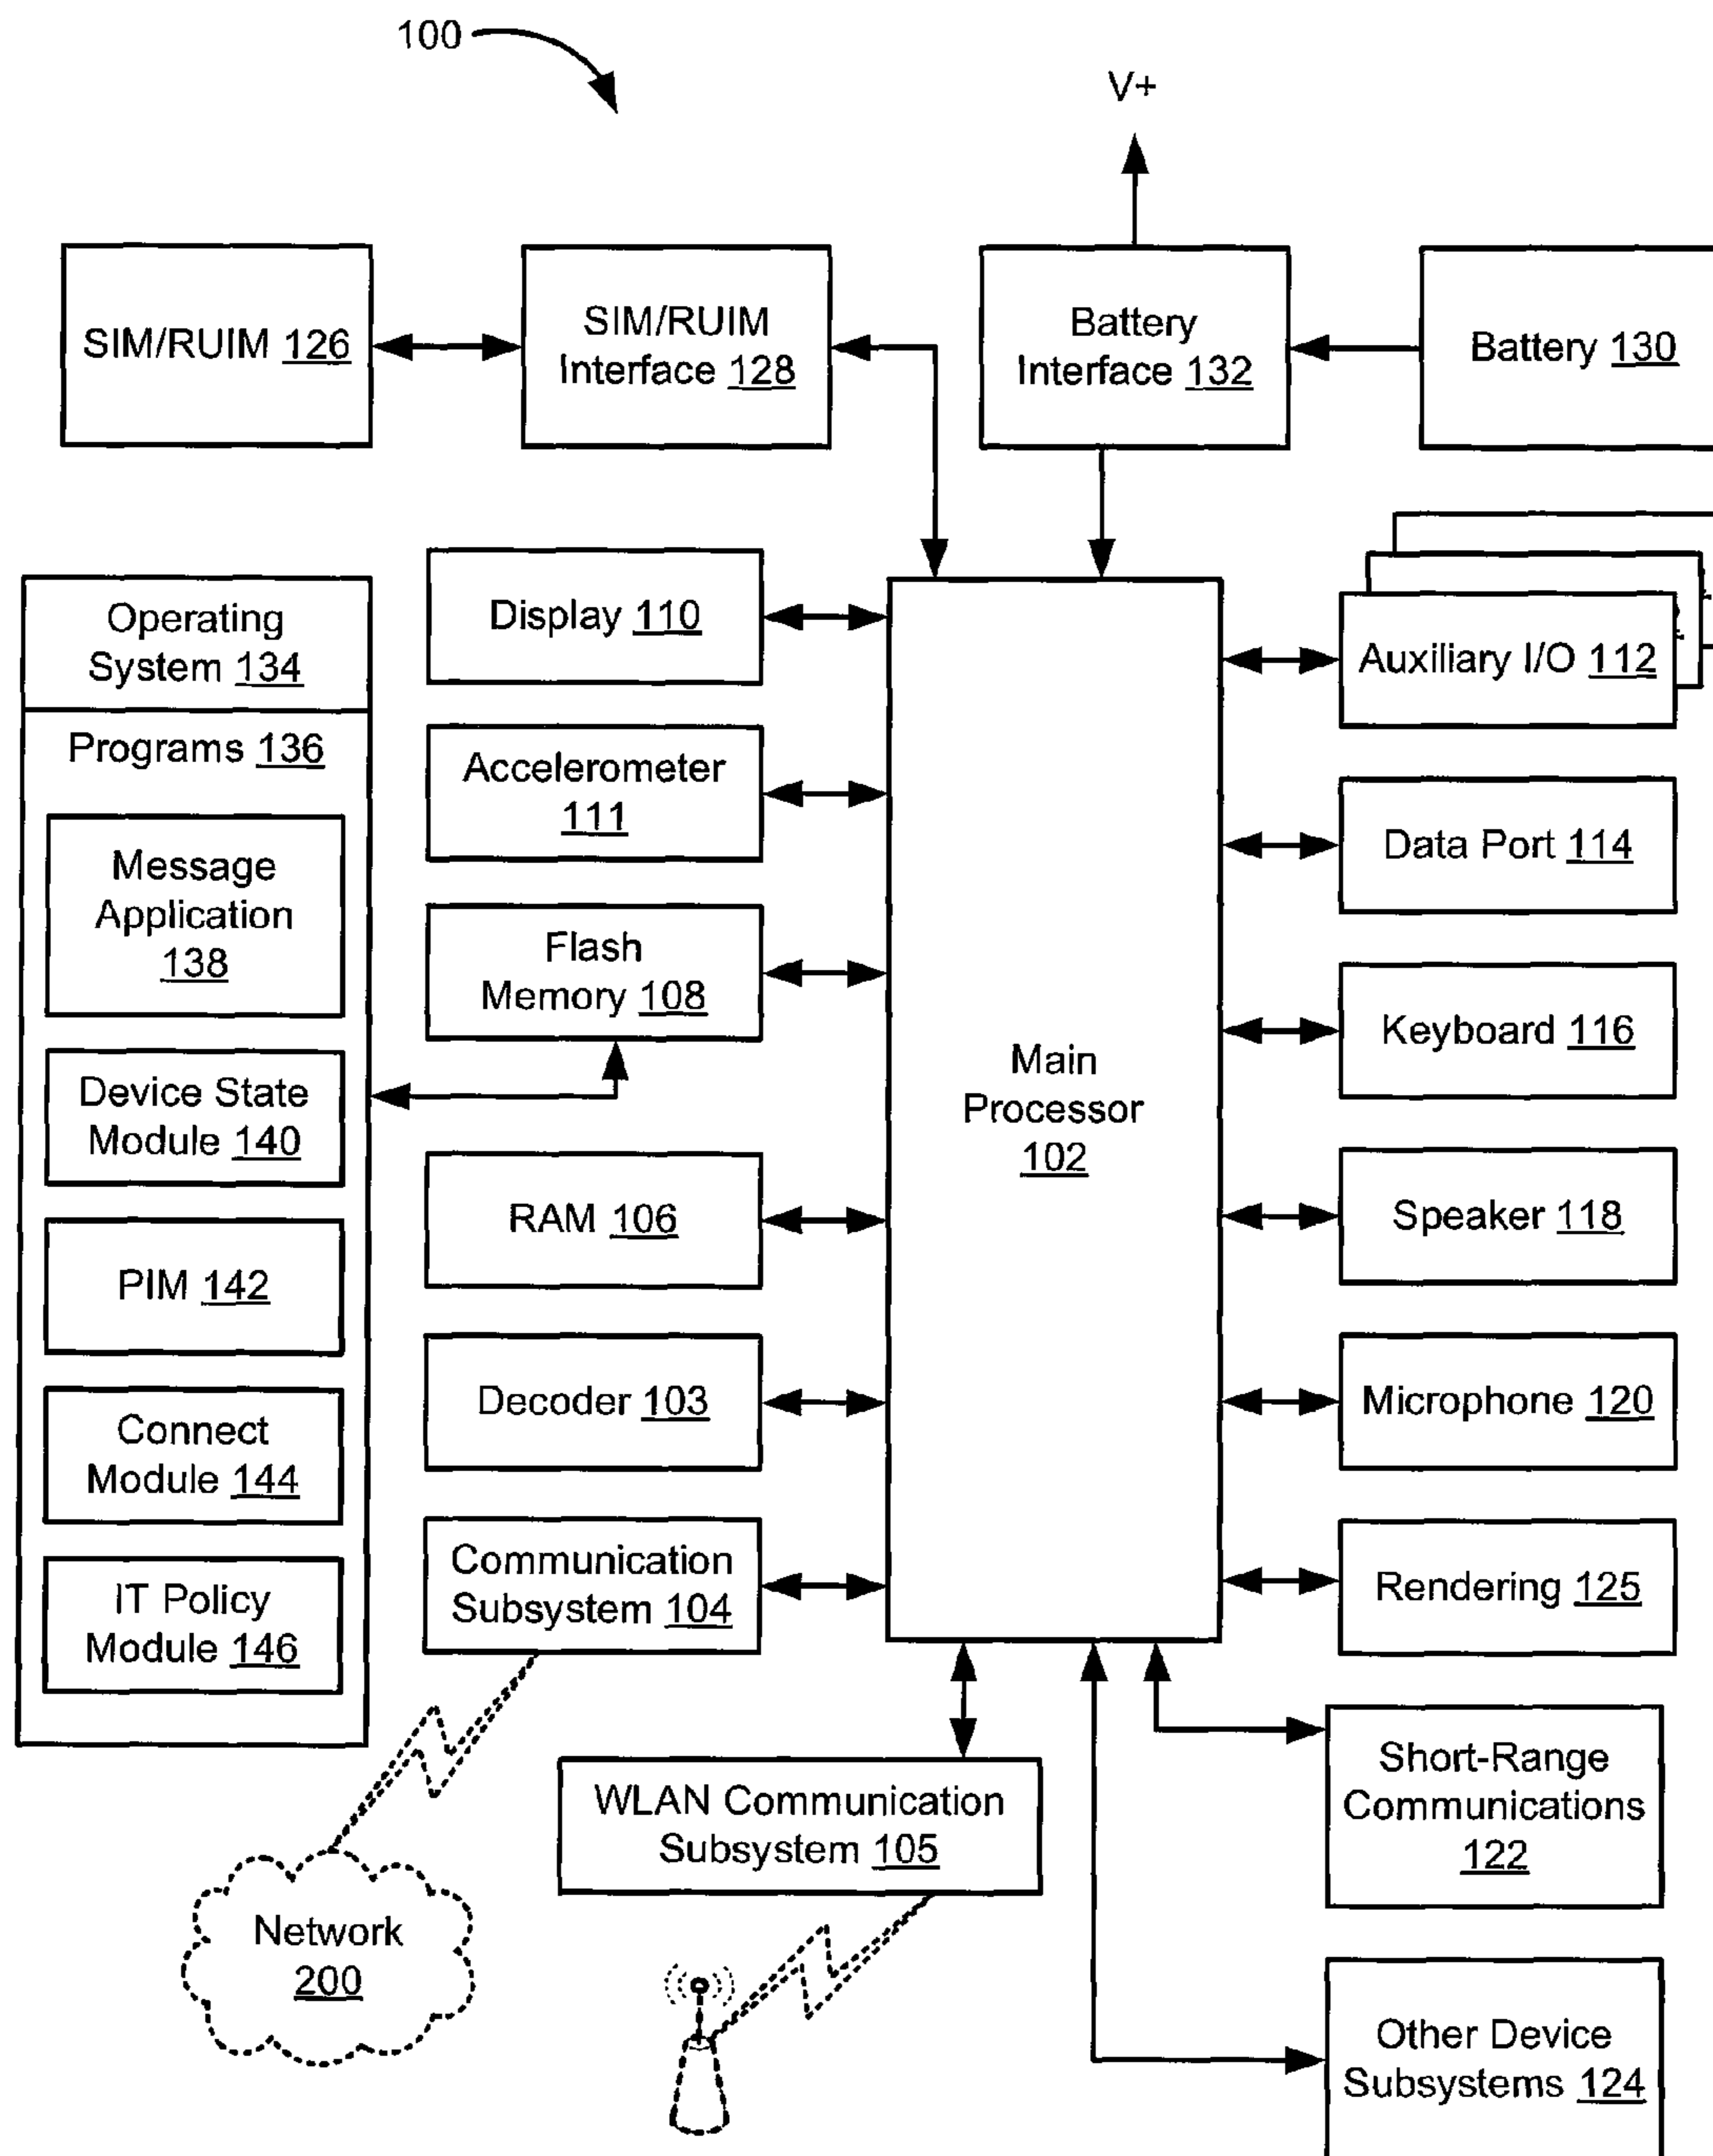 100
V+
SIM/RUIM 126
SIM/RUIM
Interface 128
Battery
Interface 132
Battery 130
Operating
System 134
Programs 136
Message
Application
138
Device State
Module 140
PIM 142
Connect
Module 144
IT Policy
Module 146
Display 110
Accelerometer
111
Flash
Memory 108
RAM 106
Decoder 103
Communication
Subsystem 104
Main
Processor
102
Auxiliary I/O 112
Data Port 114
Keyboard 116
Speaker 118
Microphone 120
Rendering 125
Short-Range
Communications
122
WLAN Communication
Subsystem 105
Network
200
Other Device
Subsystems 124